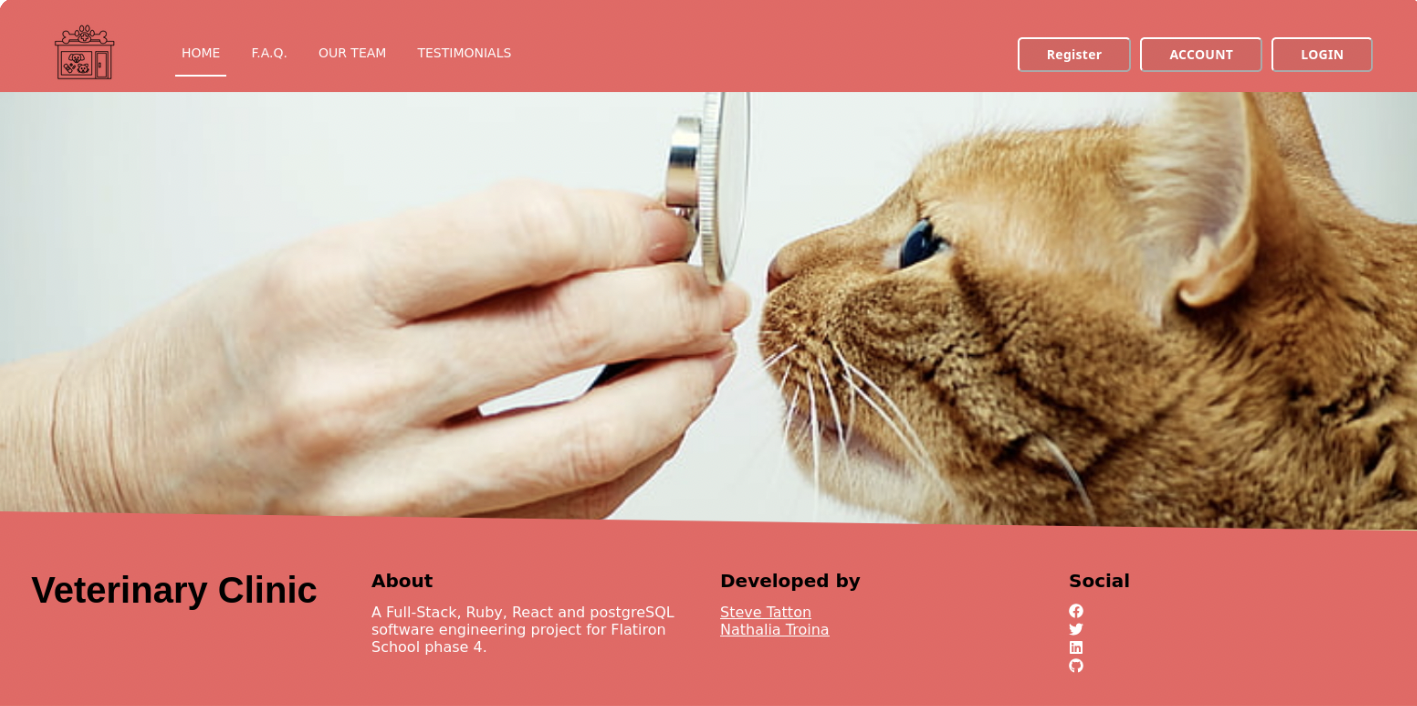 HOME F.A.Q. OUR TEAM TESTIMONIALS Register ACCOUNT LOGIN
Veterinary Clinic
About
A Full-Stack, Ruby, React and postgreSQL
software engineering project for Flatiron
School phase 4.
Developed by
Steve Tatton
Nathalia Troina
Social